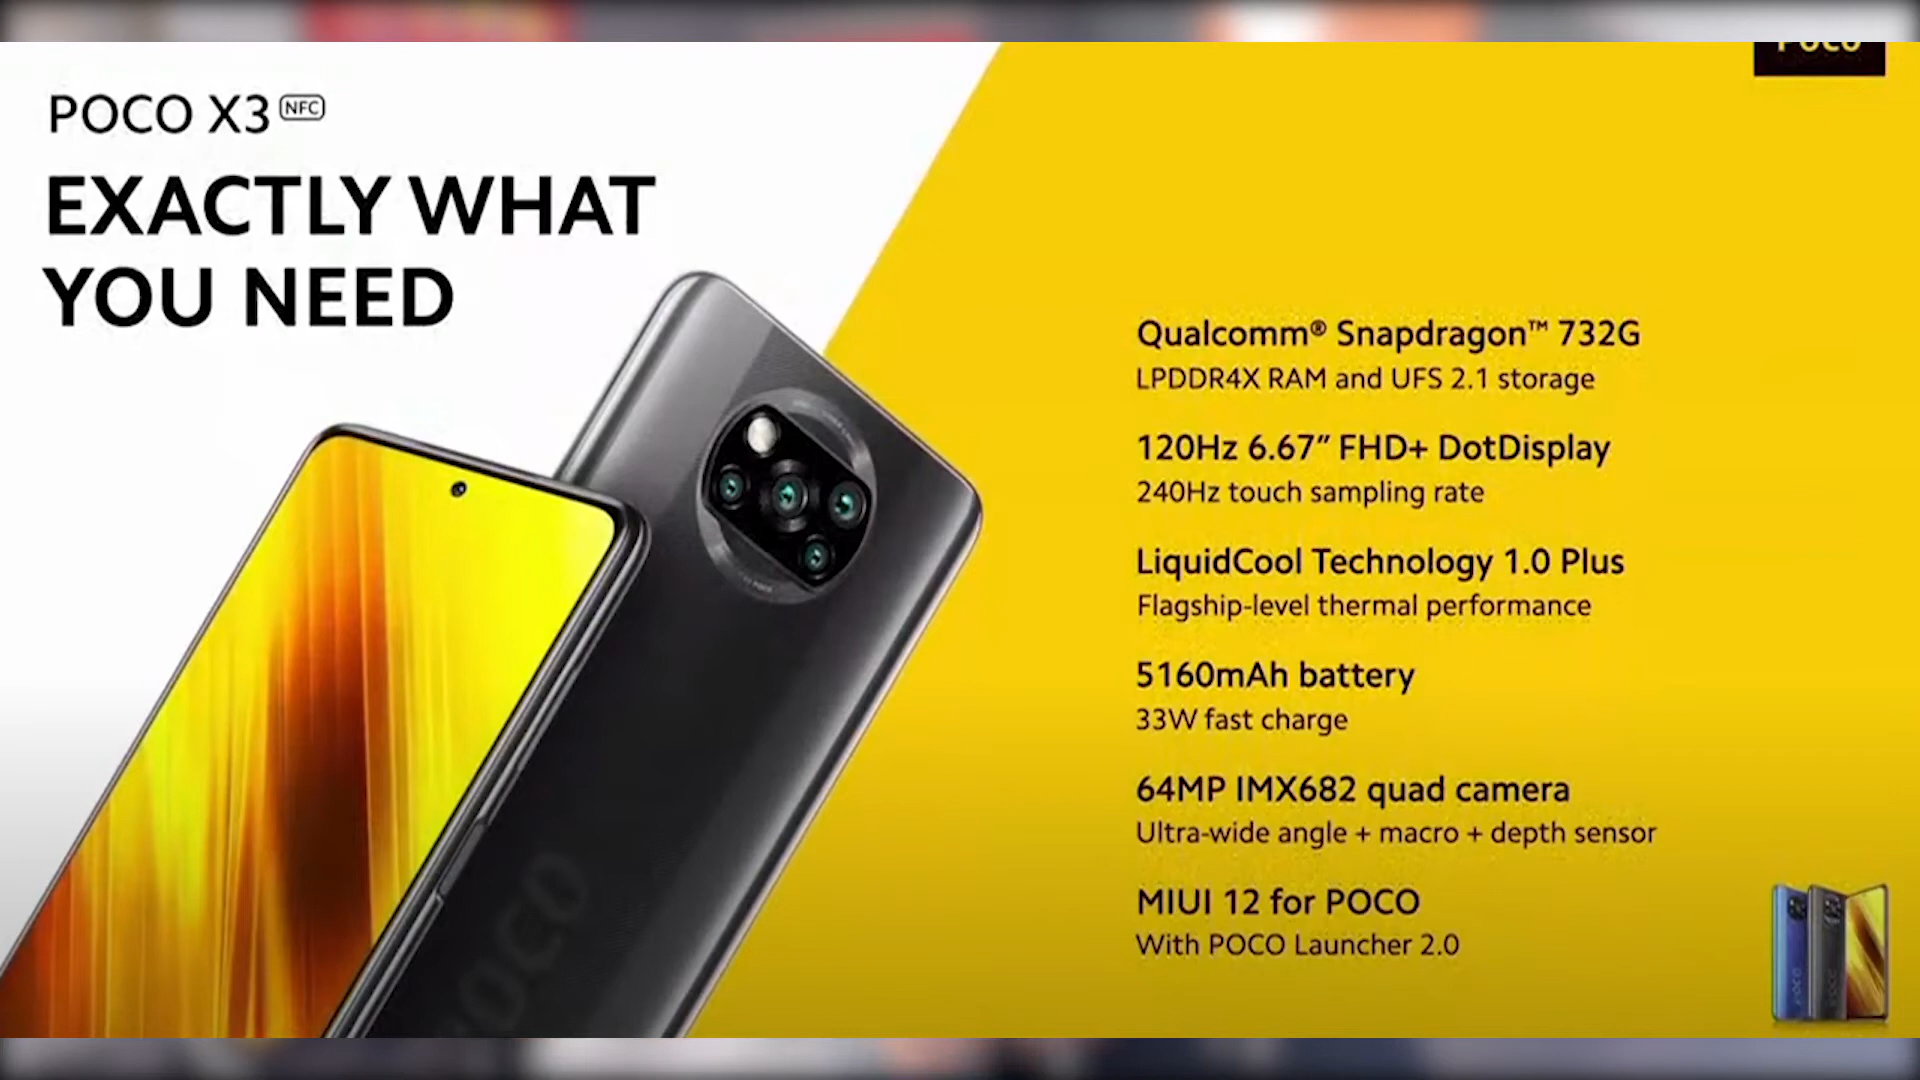 POCO X3 NFC
EXACTLY WHAT
YOU NEED
Qualcomm® Snapdragon™ 732G
LPDDR4X RAM and UFS 2.1 storage
120Hz 6.67” FHD+ DotDisplay
240Hz touch sampling rate
LiquidCool Technology 1.0 Plus
Flagship-level thermal performance
5160mAh battery
33W fast charge
64MP IMX682 quad camera
Ultra-wide angle + macro + depth sensor
MIUI 12 for POCO
With POCO Launcher 2.0
POCO